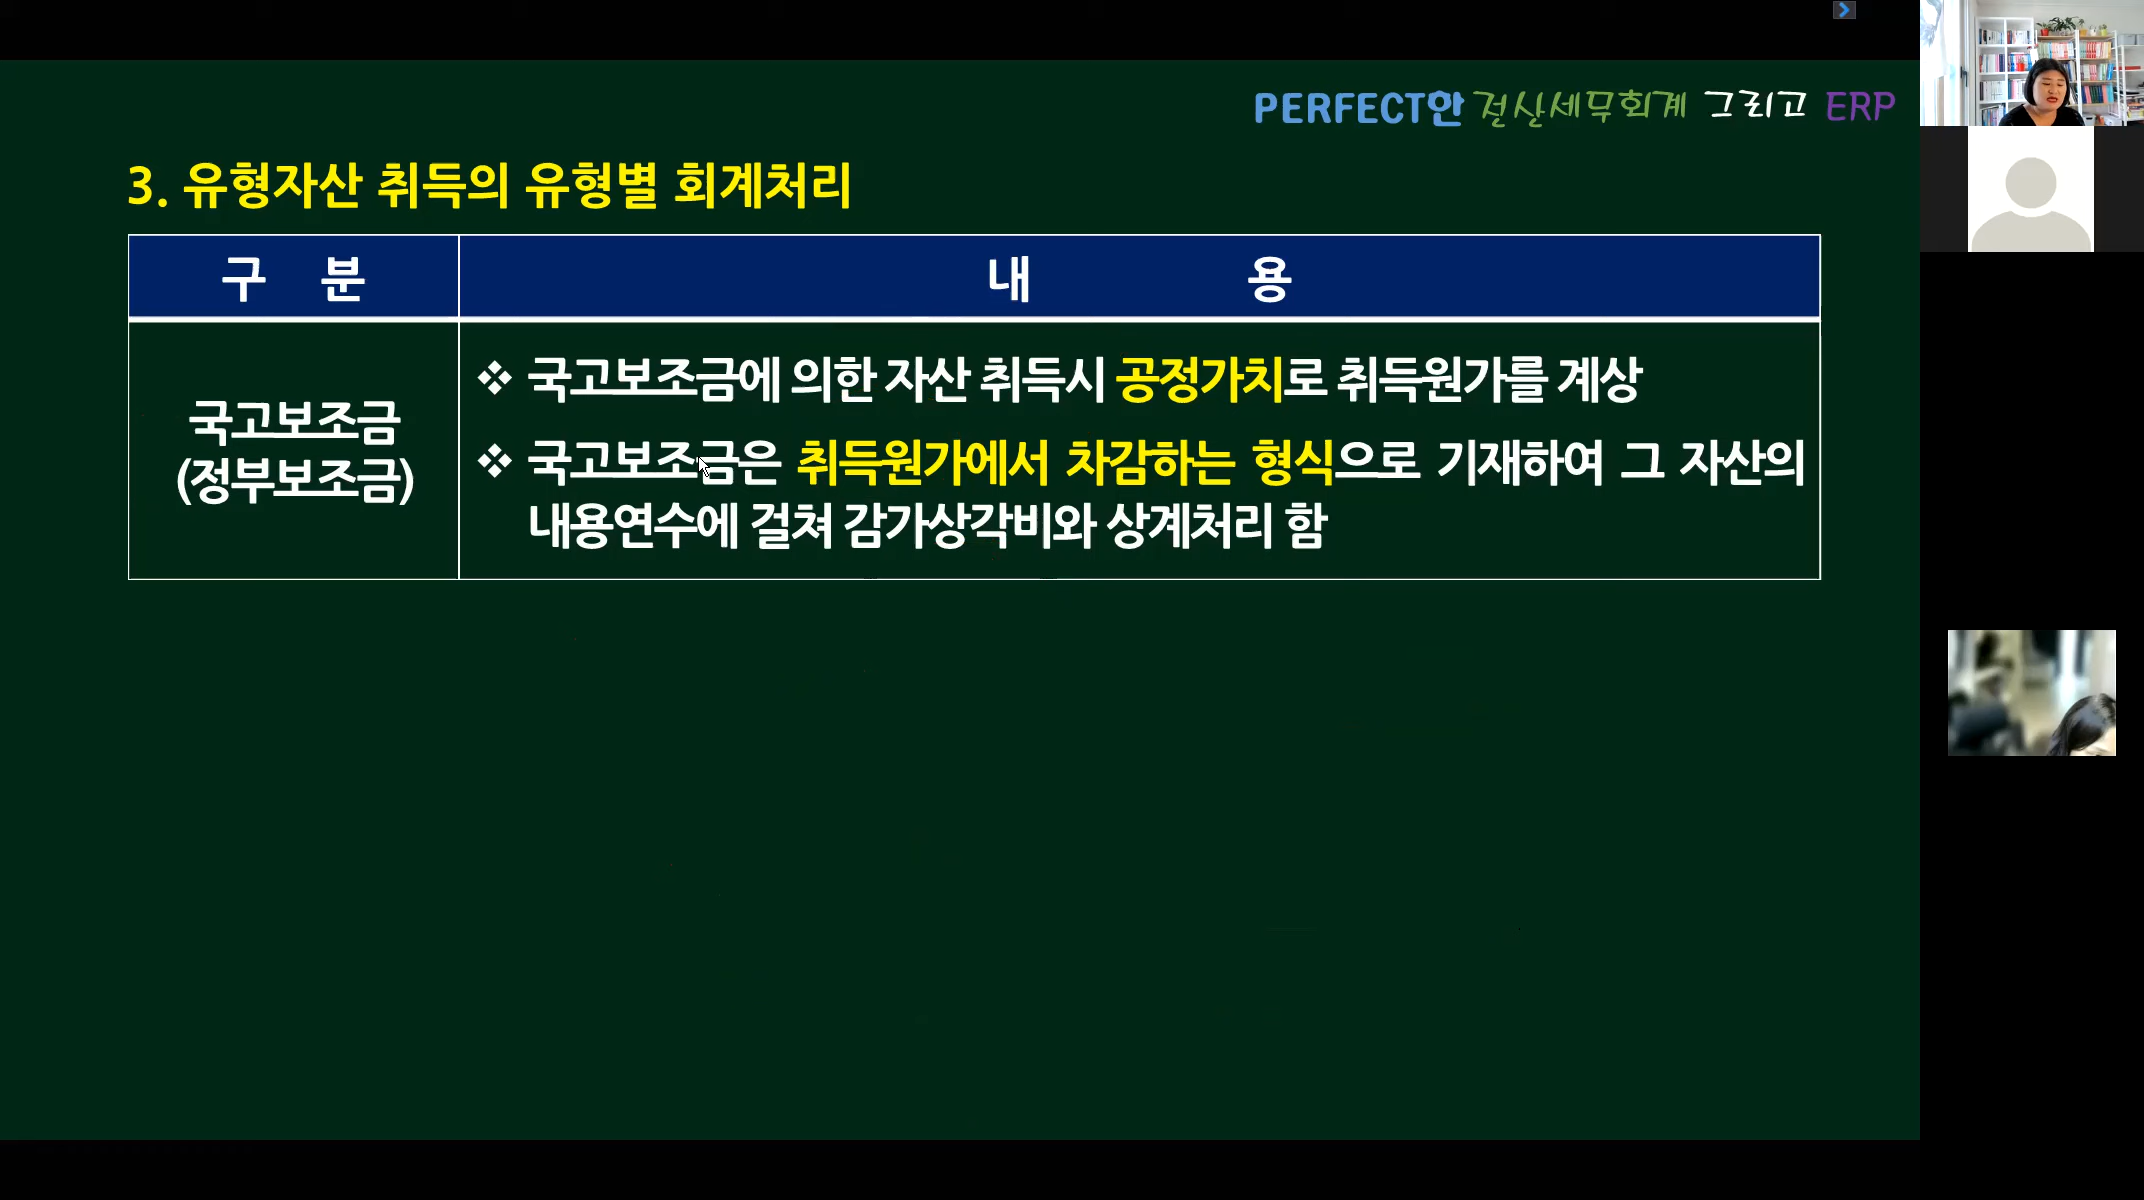 PERFECT한 전산세무회계 그리고 ERP
3. 유형자산 취득의 유형별 회계처리
구 분
내 용
국고보조금
(정부보조금)
❖ 국고보조금에 의한 자산 취득시 공정가치로 취득원가를 계상
❖ 국고보조금은 취득원가에서 차감하는 형식으로 기재하여 그 자산의
내용연수에 걸쳐 감가상각비와 상계처리 함